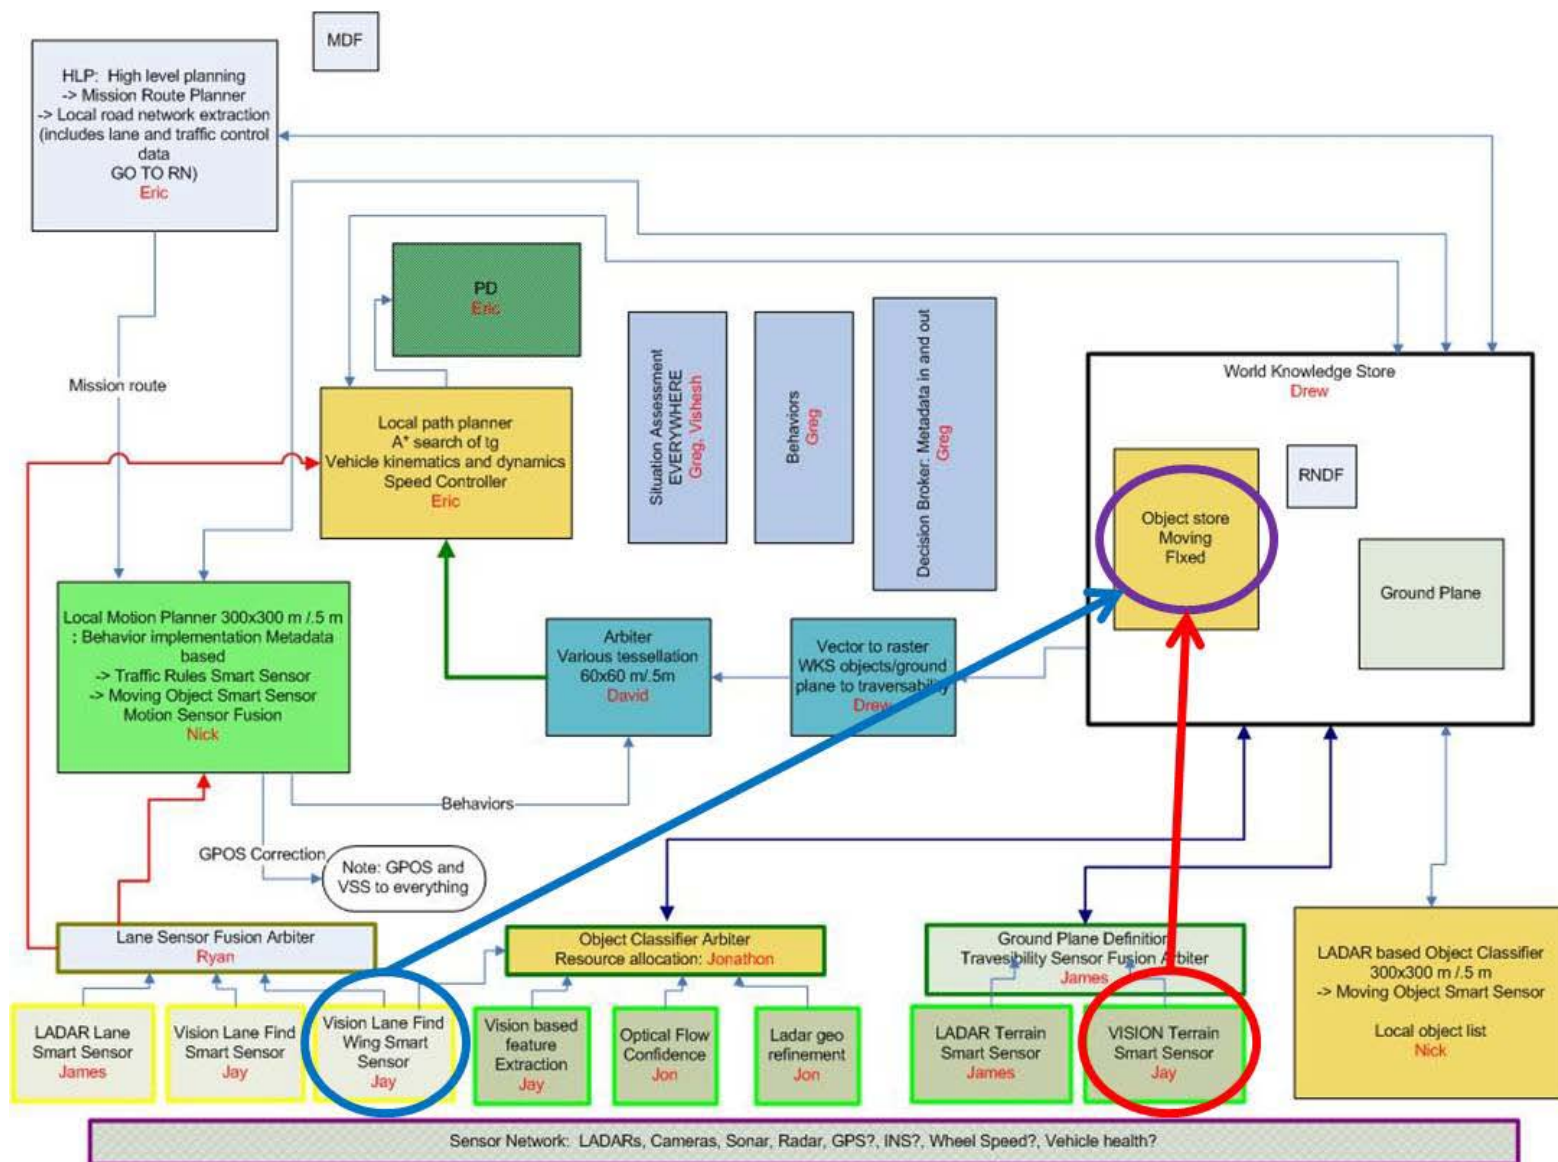 MDF
HLP: High level planning
-> Mission Route Planner
-> Local road network extraction
(includes lane and traffic control
data
GO TO RN)
Eric
PD
Eric
Mission route
Local path planner
A* search of tg
Vehicle kinematics and dynamics
Speed Controller
Eric
Situation Assessment
EVERYWHERE
Greg, Vishesh
Behaviors
Greg
Decision Broker: Metadata in and out
Greg
World Knowledge Store
Drew
Object store
Moving
FIxed
RNDF
Ground Plane
Local Motion Planner 300x300 m /.5 m
: Behavior implementation Metadata
based
-> Traffic Rules Smart Sensor
-> Moving Object Smart Sensor
Motion Sensor Fusion
Nick
Arbiter
Various tessellation
60x60 m/.5m
David
Vector to raster
WKS objects/ground
plane to traversability
Drew
Behaviors
GPOS Correction
Note: GPOS and
VSS to everything
Lane Sensor Fusion Arbiter
Ryan
Object Classifier Arbiter
Resource allocation: Jonathon
Ground Plane Definition
Travesibility Sensor Fusion Arbiter
James
LADAR based Object Classifier
300x300 m /.5 m
-> Moving Object Smart Sensor
Local object list
Nick
LADAR Lane
Smart Sensor
James
Vision Lane Find
Smart Sensor
Jay
Vision Lane Find
Wing Smart
Sensor
Jay
Vision based
feature
Extraction
Jay
Optical Flow
Confidence
Jon
Ladar geo
refinement
Jon
LADAR Terrain
Smart Sensor
James
VISION Terrain
Smart Sensor
Jay
Sensor Network: LADARs, Cameras, Sonar, Radar, GPS?, INS?, Wheel Speed?, Vehicle health?